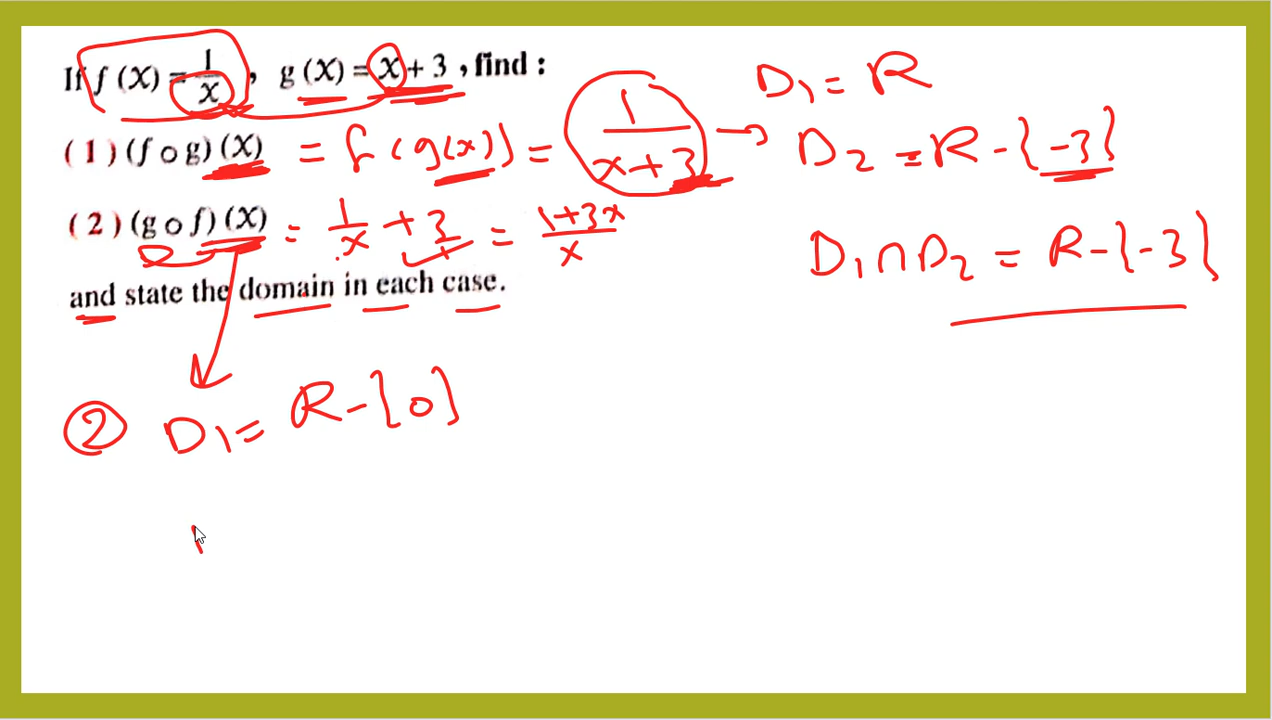 If f (X) = 1/X , g (X) = X + 3 , find :
(1) (f o g) (X) = f (g(x)) = 1/(x+3)
(2) (g o f) (X) = 1/x + 3 = (1+3x)/x
and state the domain in each case.
D1 = R
D2 = R - {-3}
D1 ∩ D2 = R - {-3}
② D1 = R - {0}